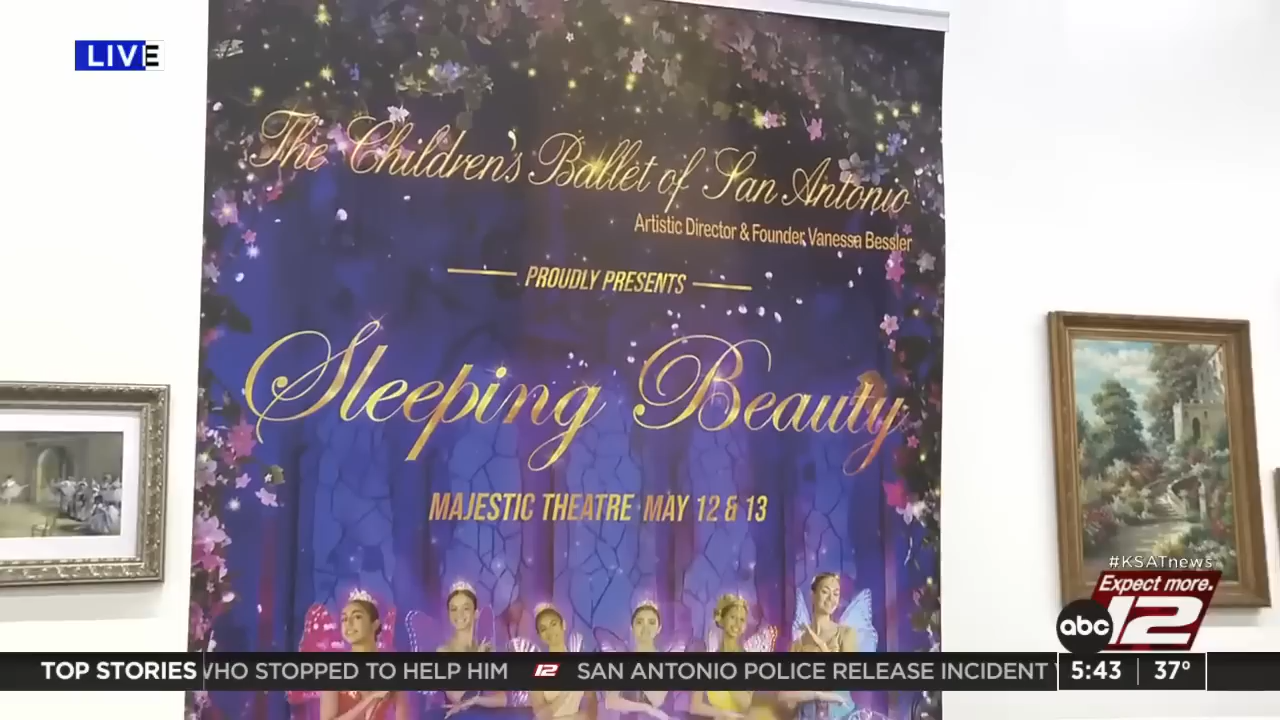 LIVE
The Children's Ballet of San Antonio
Artistic Director & Founder, Vanessa Bessler
PROUDLY PRESENTS
Sleeping Beauty
MAJESTIC THEATRE · MAY 12 & 13
#KSATnews
Expect more.
abc 12
TOP STORIES WHO STOPPED TO HELP HIM 12 SAN ANTONIO POLICE RELEASE INCIDENT 5:43 37°